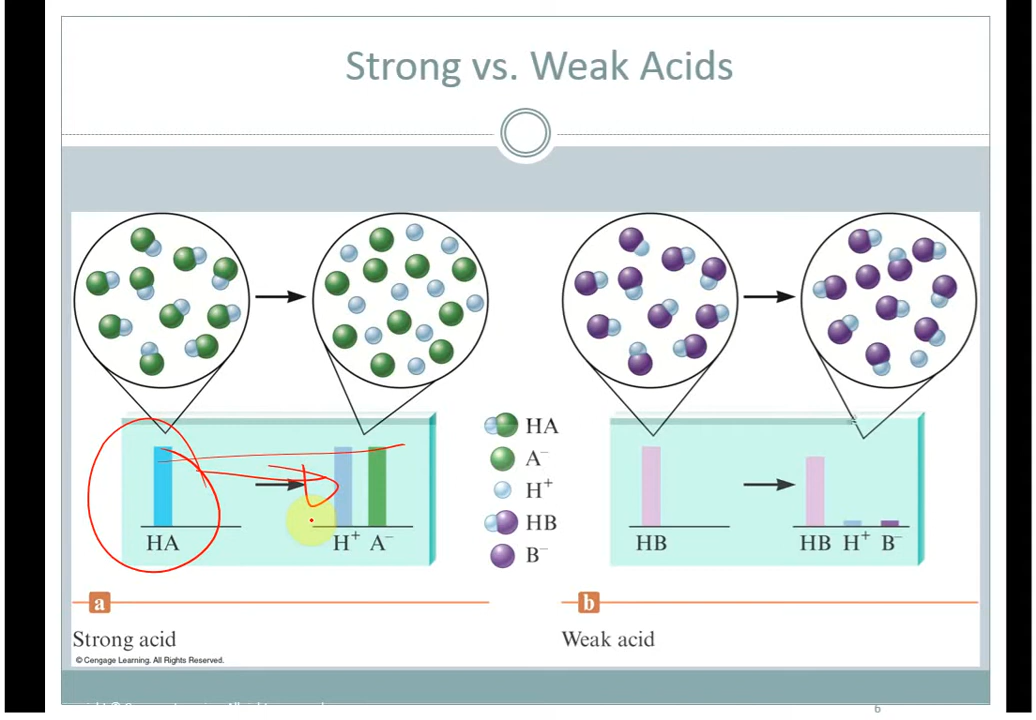 Strong vs. Weak Acids
HA
A⁻
H⁺
HB
B⁻
HA
H⁺ A⁻
HB
HB H⁺ B⁻
a
Strong acid
© Cengage Learning. All Rights Reserved.
b
Weak acid
6